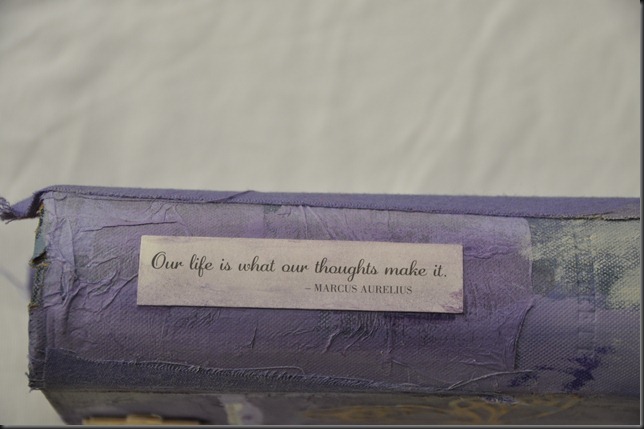 Our life is what our thoughts make it.
– MARCUS AURELIUS